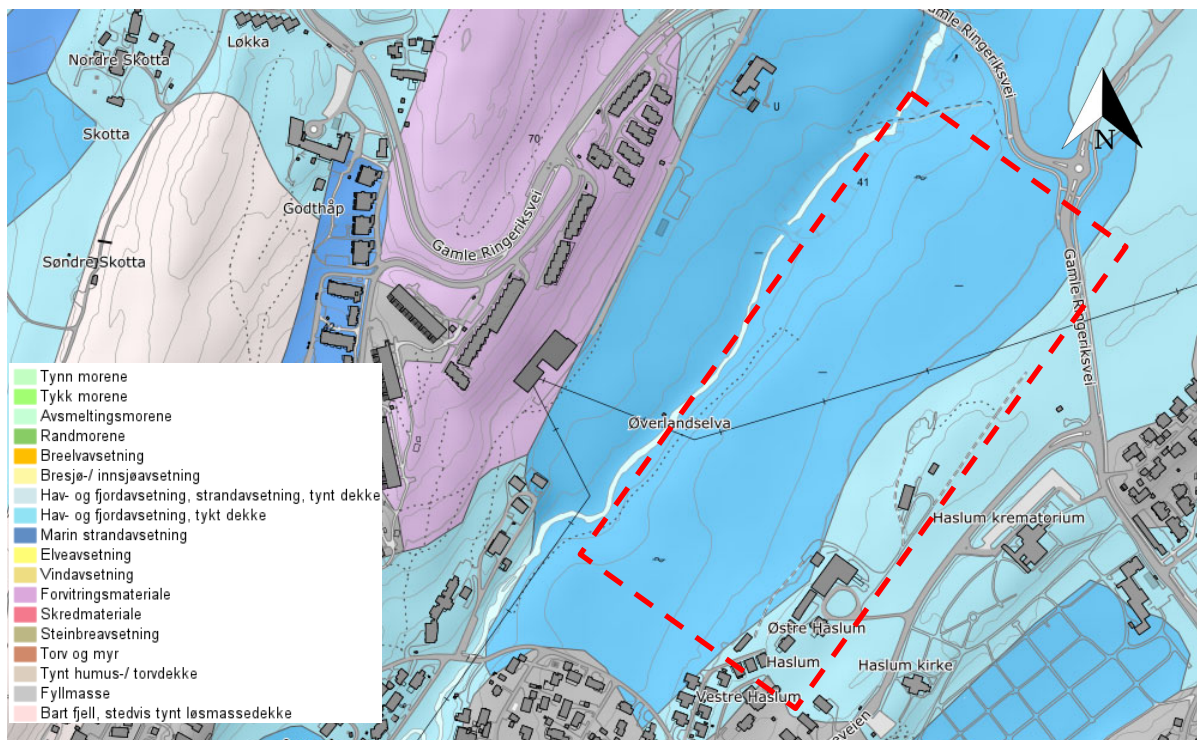 Løkka
Nordre Skotta
Skotta
70
Godthåp
Gamle Ringeriksvei
Søndre Skotta
U
Gamle Ringeriksvei
N
41
Gamle Ringeriksvei
Øverlandselva
Haslum krematorium
Østre Haslum
Haslum
Haslum kirke
Vestre Haslum
Tynn morene
Tykk morene
Avsmeltingsmorene
Randmorene
Breelvavsetning
Bresjø-/ innsjøavsetning
Hav- og fjordavsetning, strandavsetning, tynt dekke
Hav- og fjordavsetning, tykt dekke
Marin strandavsetning
Elveavsetning
Vindavsetning
Forvitringsmateriale
Skredmateriale
Steinbreavsetning
Torv og myr
Tynt humus-/ torvdekke
Fyllmasse
Bart fjell, stedvis tynt løsmassedekke